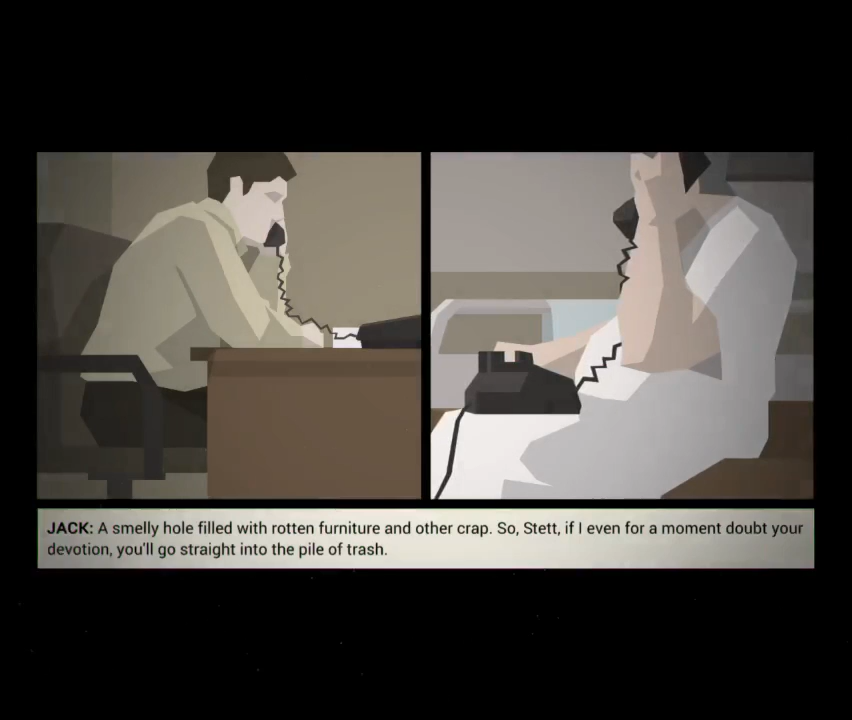 JACK: A smelly hole filled with rotten furniture and other crap. So, Stett, if I even for a moment doubt your
devotion, you'll go straight into the pile of trash.